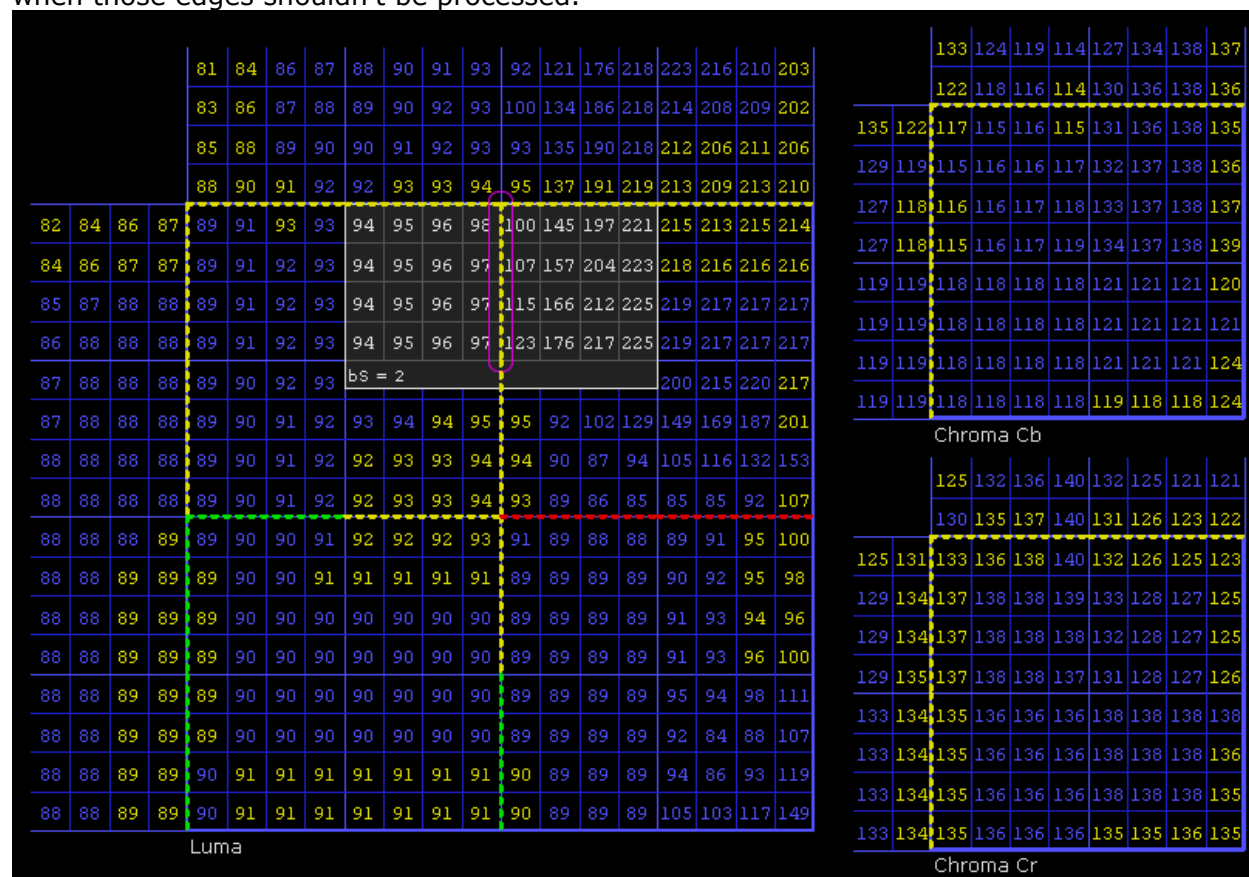 when those edges shouldn't be processed.
81 84 86 87 88 90 91 93 92 121 176 218 223 216 210 203
83 86 87 88 89 90 92 93 100 134 186 218 214 208 209 202
85 88 89 90 90 91 92 93 93 135 190 218 212 206 211 206
88 90 91 92 92 93 93 94 95 137 191 219 213 209 213 210
82 84 86 87 89 91 93 93 94 95 96 98 100 145 197 221 215 213 215 214
84 86 87 87 89 91 92 93 94 95 96 97 107 157 204 223 218 216 216 216
85 87 88 88 89 91 92 93 94 95 96 97 115 166 212 225 219 217 217 217
86 88 88 88 89 91 92 93 94 95 96 97 123 176 217 225 219 217 217 217
87 88 88 88 89 90 92 93 bS = 2 200 215 220 217
87 88 88 88 89 90 91 92 93 94 94 95 95 92 102 129 149 169 187 201
88 88 88 88 89 90 91 92 92 93 93 94 94 90 87 94 105 116 132 153
88 88 88 88 89 90 91 92 92 93 93 94 93 89 86 85 85 85 92 107
88 88 88 89 89 90 90 91 92 92 92 93 91 89 88 88 89 91 95 100
88 88 89 89 89 90 90 91 91 91 91 91 89 89 89 89 90 92 95 98
88 88 89 89 89 90 90 90 90 90 90 90 89 89 89 89 91 93 94 96
88 88 89 89 89 90 90 90 90 90 90 90 89 89 89 89 91 93 96 100
88 88 89 89 89 90 90 90 90 90 90 90 89 89 89 89 95 94 98 111
88 88 89 89 89 90 90 90 90 90 90 90 89 89 89 89 92 84 88 107
88 88 89 89 90 91 91 91 91 91 91 91 90 89 89 89 94 86 93 119
88 88 89 89 90 91 91 91 91 91 91 91 90 89 89 89 105 103 117 149
Luma
133 124 119 114 127 134 138 137
122 118 116 114 130 136 138 136
135 122 117 115 116 115 131 136 138 135
129 119 115 116 116 117 132 137 138 136
127 118 116 116 117 118 133 137 138 137
127 118 115 116 117 119 134 137 138 139
119 119 118 118 118 118 121 121 121 120
119 119 118 118 118 118 121 121 121 121
119 119 118 118 118 118 121 121 121 124
119 119 118 118 118 118 119 118 118 124
Chroma Cb
125 132 136 140 132 125 121 121
130 135 137 140 131 126 123 122
125 131 133 136 138 140 132 126 125 123
129 134 137 138 138 139 133 128 127 125
129 134 137 138 138 138 132 128 127 125
129 135 137 138 138 137 131 128 127 126
133 134 135 136 136 136 138 138 138 138
133 134 135 136 136 136 138 138 138 136
133 134 135 136 136 136 138 138 138 135
133 134 135 136 136 136 135 135 136 135
Chroma Cr